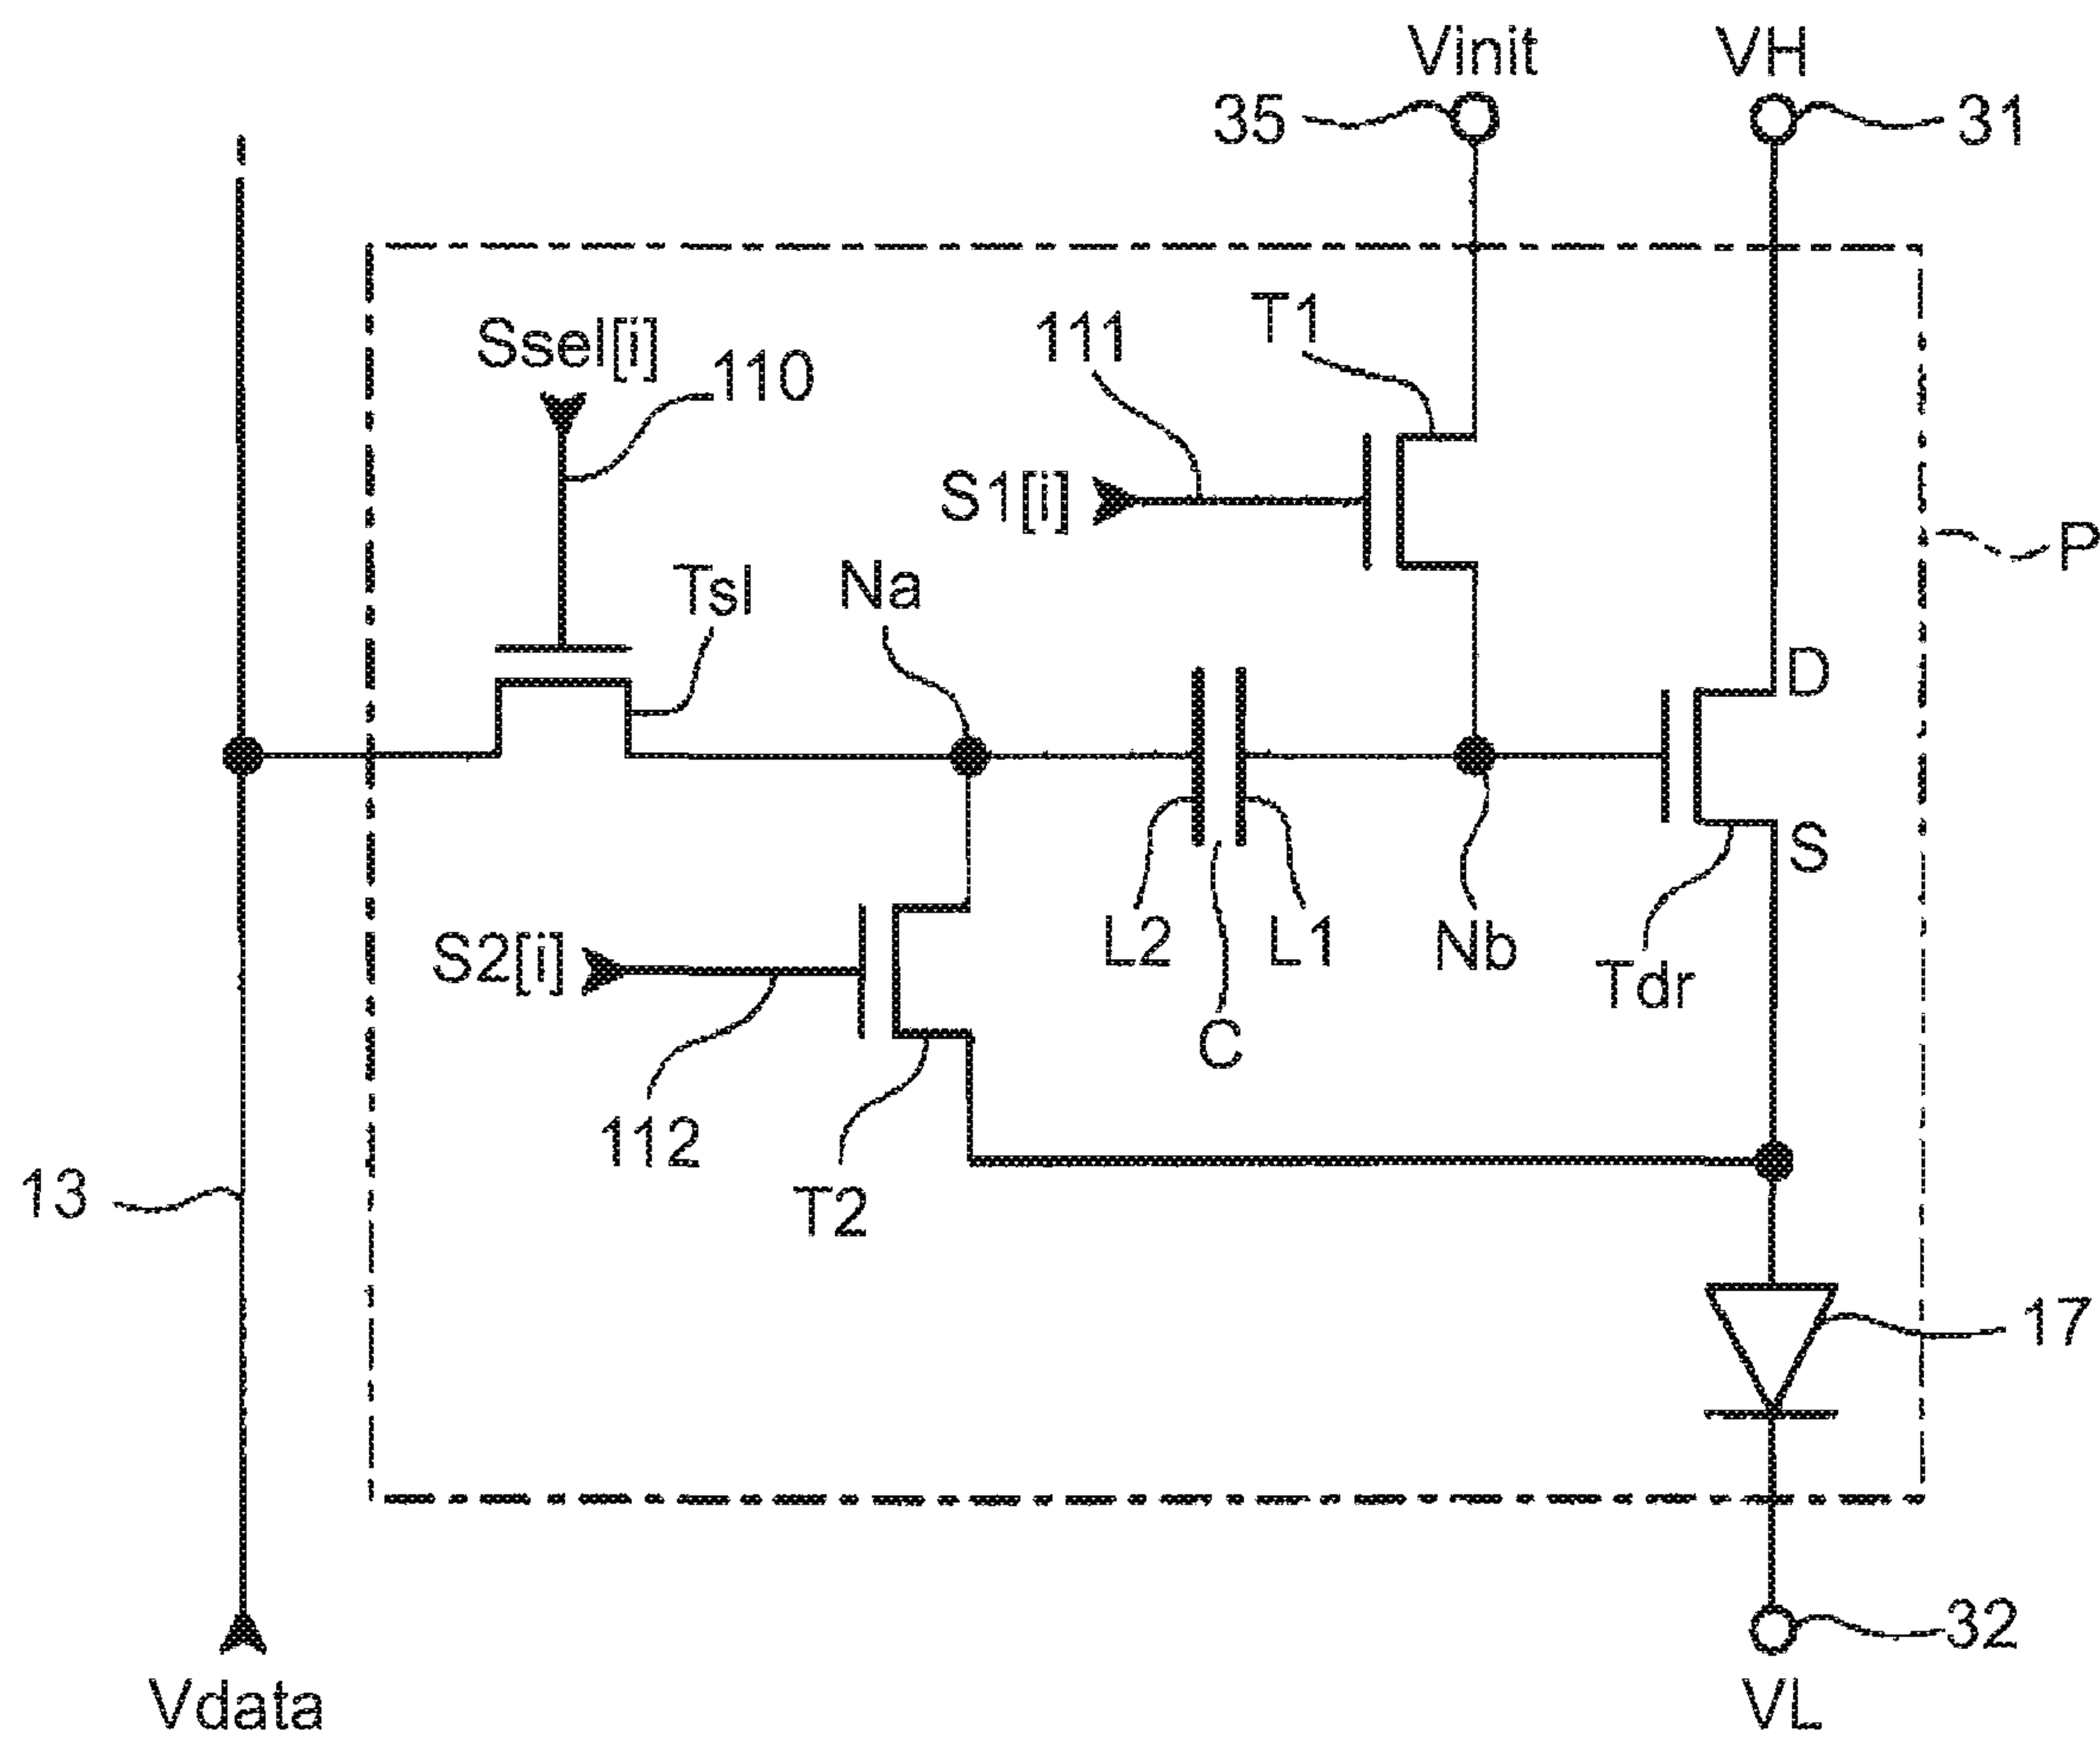 Vinit
VH
35
31
T1
111
Ssel[i]
110
S1[i]
P
Tsl
Na
D
S
L2
L1
Nb
Tdr
S2[i]
C
112
T2
13
17
32
Vdata
VL